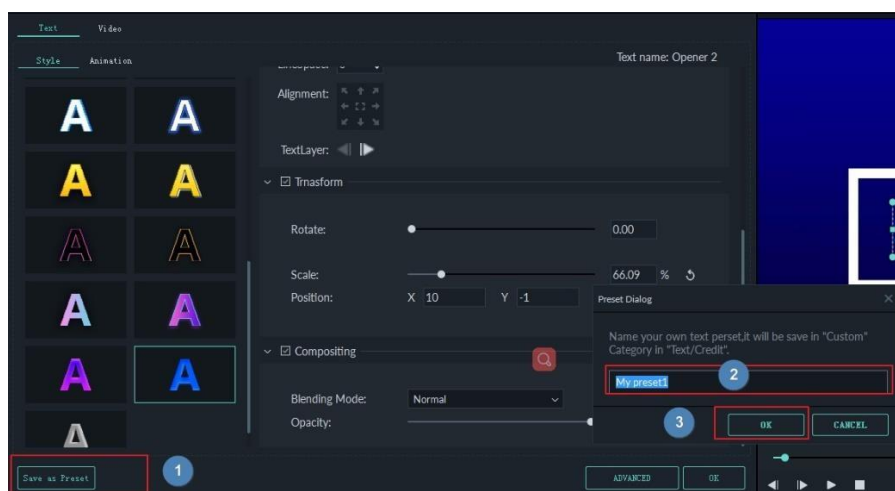 Text Video
Style Animation
Text name: Opener 2
Alignment:
TextLayer:
Trnasform
Rotate: 0.00
Scale: 66.09 %
Position: X 10 Y -1
Compositing
Blending Mode: Normal
Opacity:
Preset Dialog
Name your own text perset,it will be save in "Custom"
Category in "Text/Credit".
My preset1
2
3
OK CANCEL
A A
A A
A A
A A
A A
A
Save as Preset
1
ADVANCED OK